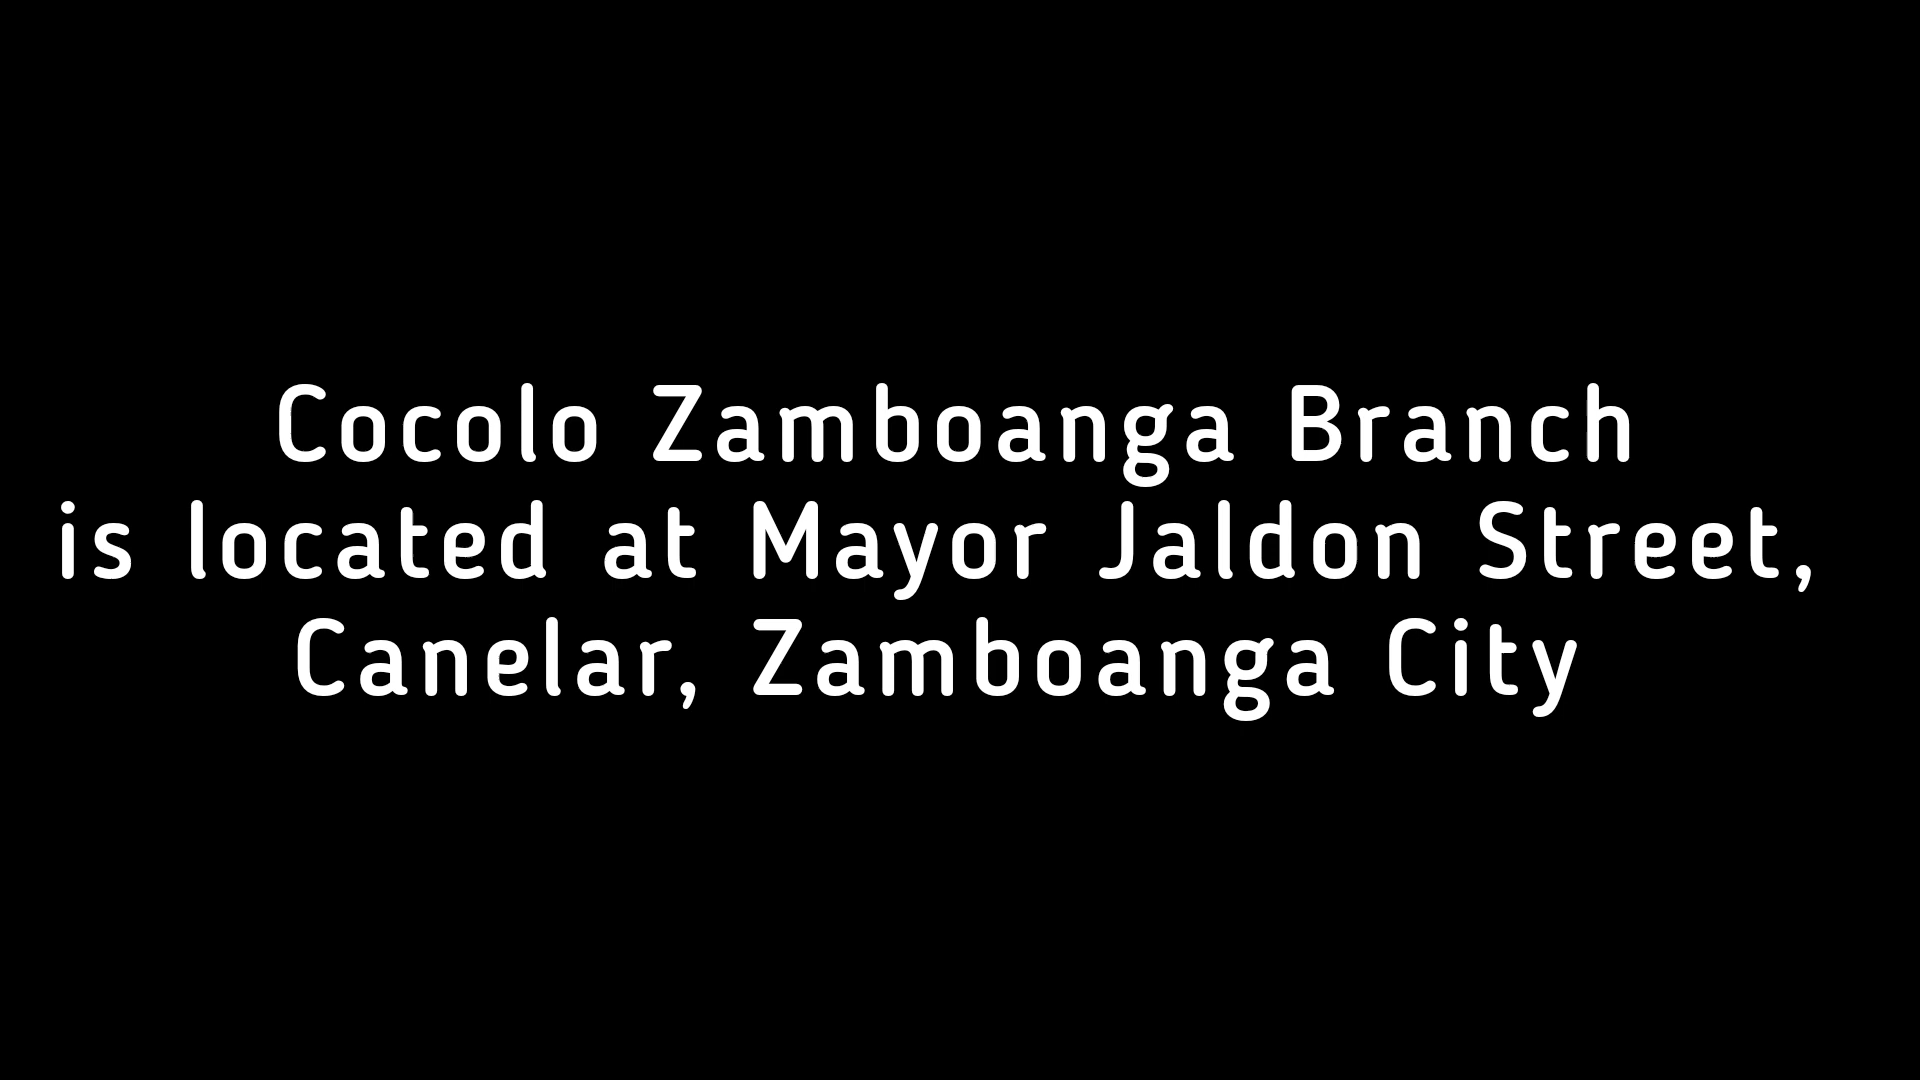 Cocolo Zamboanga Branch
is located at Mayor Jaldon Street,
Canelar, Zamboanga City